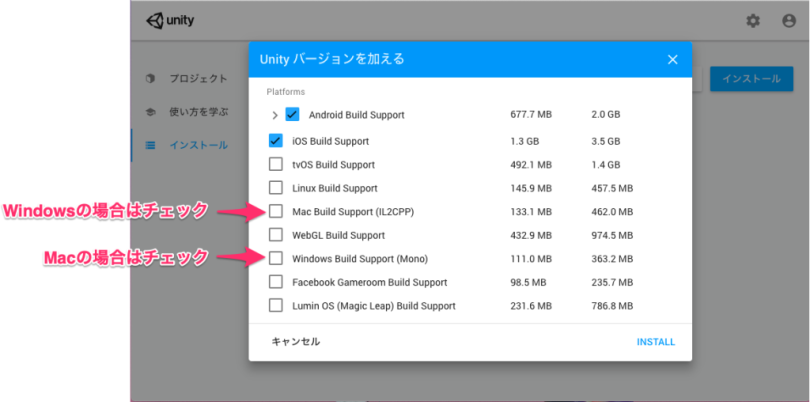 unity
Unity バージョンを加える
プロジェクト
使い方を学ぶ
インストール
インストール
Platforms
Android Build Support 677.7 MB 2.0 GB
iOS Build Support 1.3 GB 3.5 GB
tvOS Build Support 492.1 MB 1.4 GB
Linux Build Support 145.9 MB 457.5 MB
Windowsの場合はチェック
Mac Build Support (IL2CPP) 133.1 MB 462.0 MB
WebGL Build Support 432.9 MB 974.5 MB
Macの場合はチェック
Windows Build Support (Mono) 111.0 MB 363.2 MB
Facebook Gameroom Build Support 98.5 MB 235.7 MB
Lumin OS (Magic Leap) Build Support 231.6 MB 786.8 MB
キャンセル
INSTALL